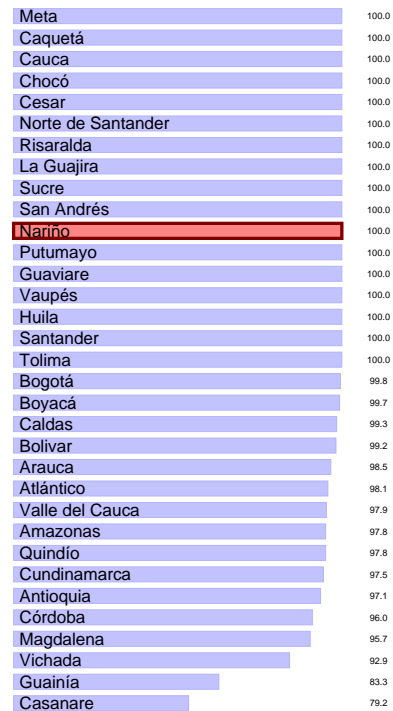 Meta 100.0
Caquetá 100.0
Cauca 100.0
Chocó 100.0
Cesar 100.0
Norte de Santander 100.0
Risaralda 100.0
La Guajira 100.0
Sucre 100.0
San Andrés 100.0
Nariño 100.0
Putumayo 100.0
Guaviare 100.0
Vaupés 100.0
Huila 100.0
Santander 100.0
Tolima 100.0
Bogotá 99.8
Boyacá 99.7
Caldas 99.3
Bolivar 99.2
Arauca 98.5
Atlántico 98.1
Valle del Cauca 97.9
Amazonas 97.8
Quindío 97.8
Cundinamarca 97.5
Antioquia 97.1
Córdoba 96.0
Magdalena 95.7
Vichada 92.9
Guainía 83.3
Casanare 79.2